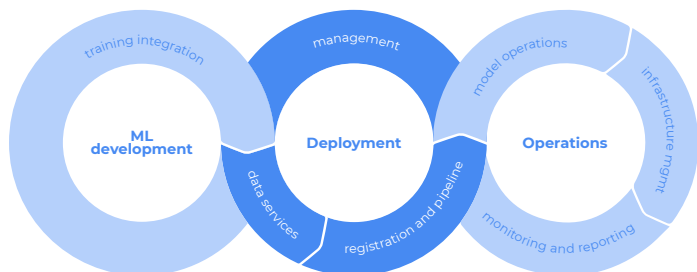 training integration
ML
development
management
Deployment
data services
registration and pipeline
model operations
Operations
infrastructure mgmt
monitoring and reporting